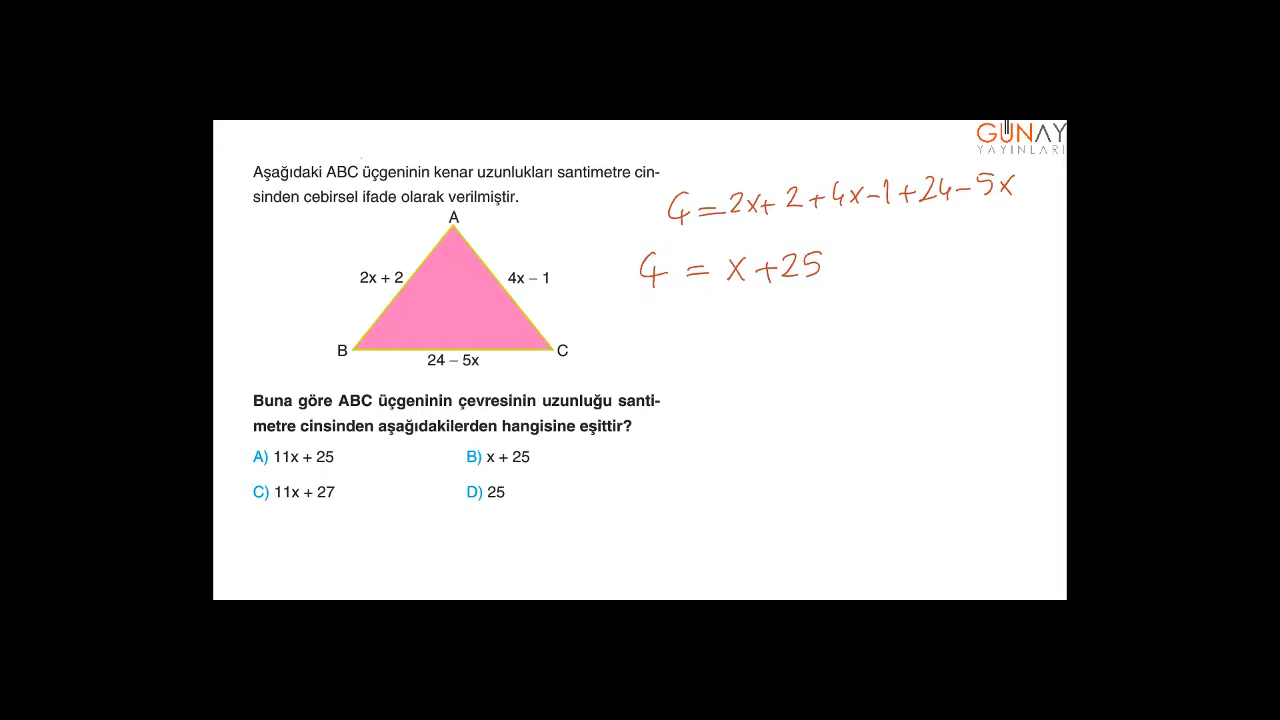 GÜNAY
YAYINLARI
Aşağıdaki ABC üçgeninin kenar uzunlukları santimetre cin-
sinden cebirsel ifade olarak verilmiştir.
A
2x + 2
4x – 1
B
C
24 – 5x
Buna göre ABC üçgeninin çevresinin uzunluğu santi-
metre cinsinden aşağıdakilerden hangisine eşittir?
A) 11x + 25
B) x + 25
C) 11x + 27
D) 25
Ç = 2x + 2 + 4x – 1 + 24 – 5x
Ç = x + 25